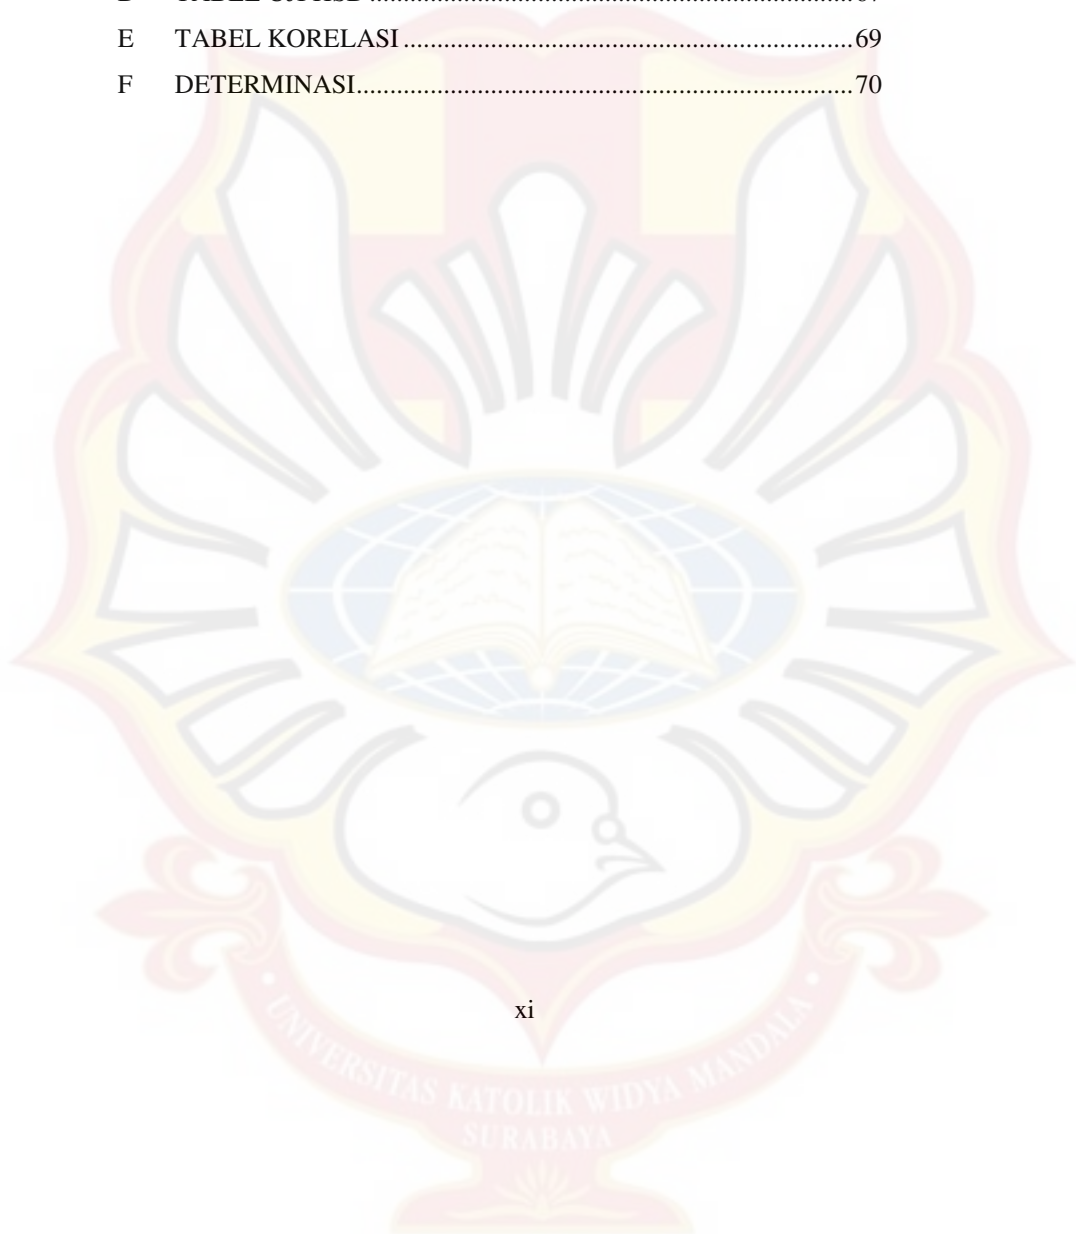 E TABEL KORELASI....................................................................69
F DETERMINASI...........................................................................70
xi
• UNIVERSITAS KATOLIK WIDYA MANDALA •
SURABAYA